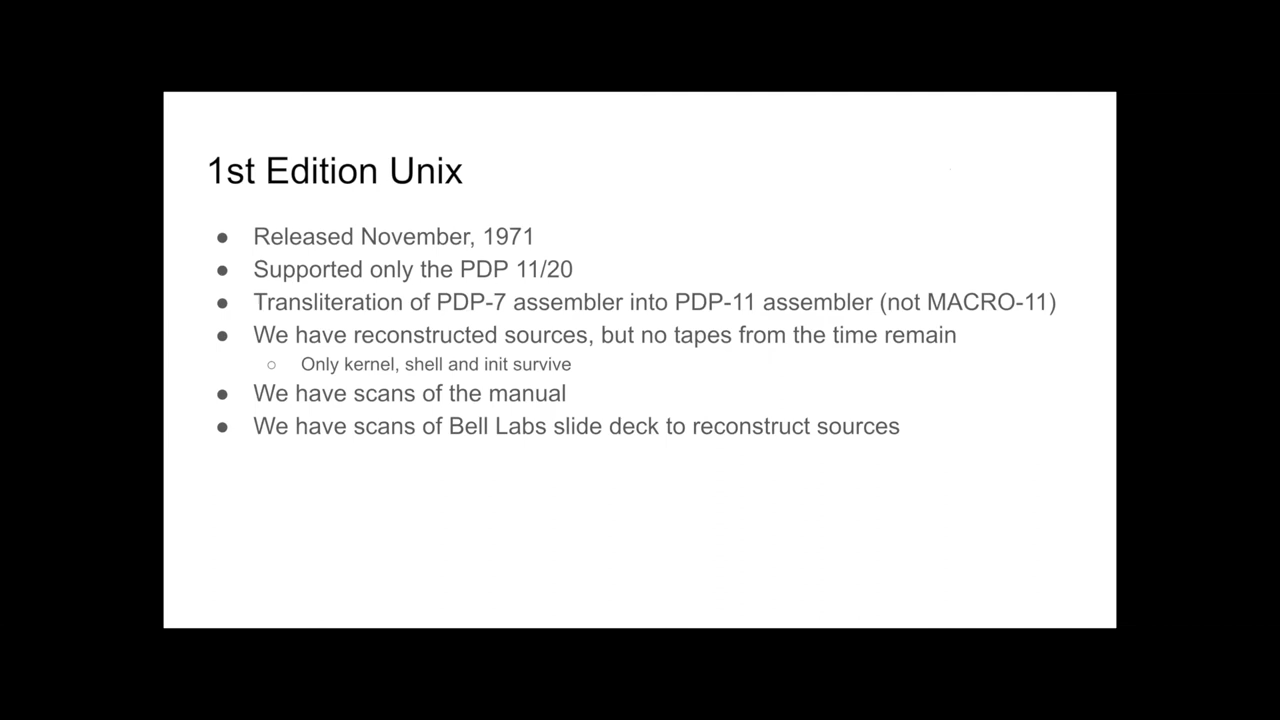 1st Edition Unix
● Released November, 1971
● Supported only the PDP 11/20
● Transliteration of PDP-7 assembler into PDP-11 assembler (not MACRO-11)
● We have reconstructed sources, but no tapes from the time remain
○ Only kernel, shell and init survive
● We have scans of the manual
● We have scans of Bell Labs slide deck to reconstruct sources